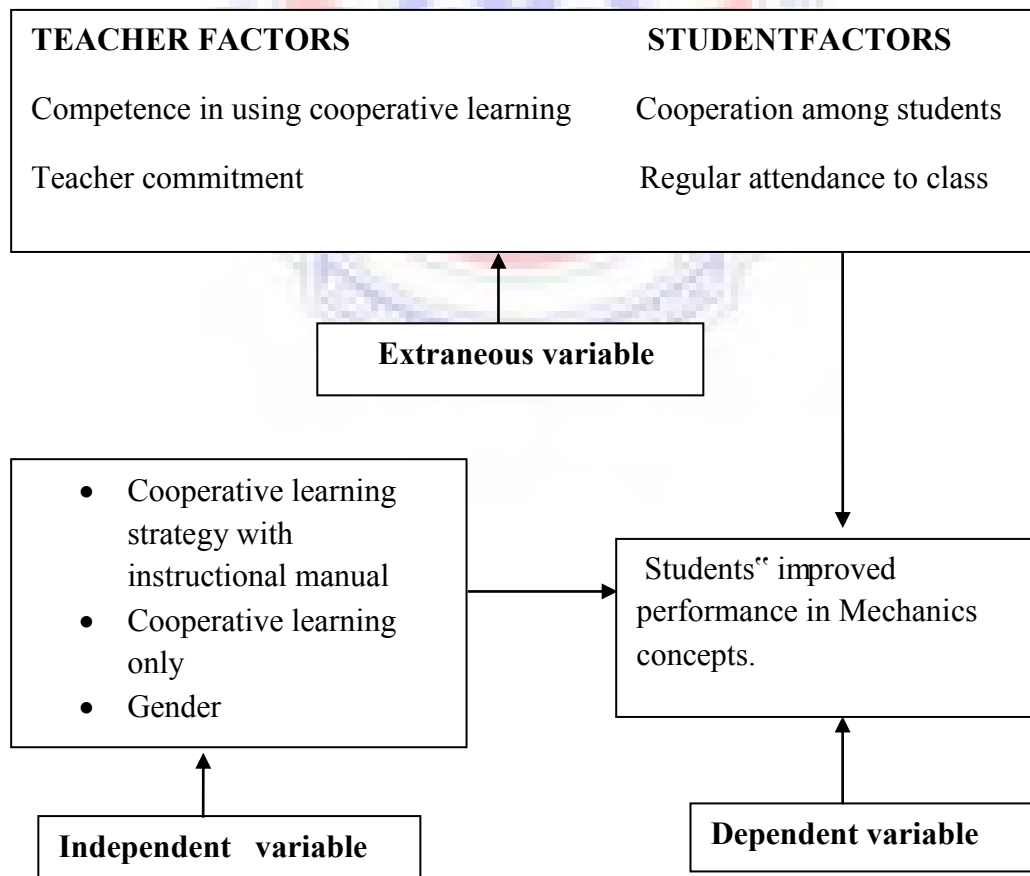 TEACHER FACTORS STUDENTFACTORS
Competence in using cooperative learning Cooperation among students
Teacher commitment Regular attendance to class
Extraneous variable
• Cooperative learning
strategy with
instructional manual
• Cooperative learning
only
• Gender
Students‟ improved
performance in Mechanics
concepts.
Independent variable
Dependent variable